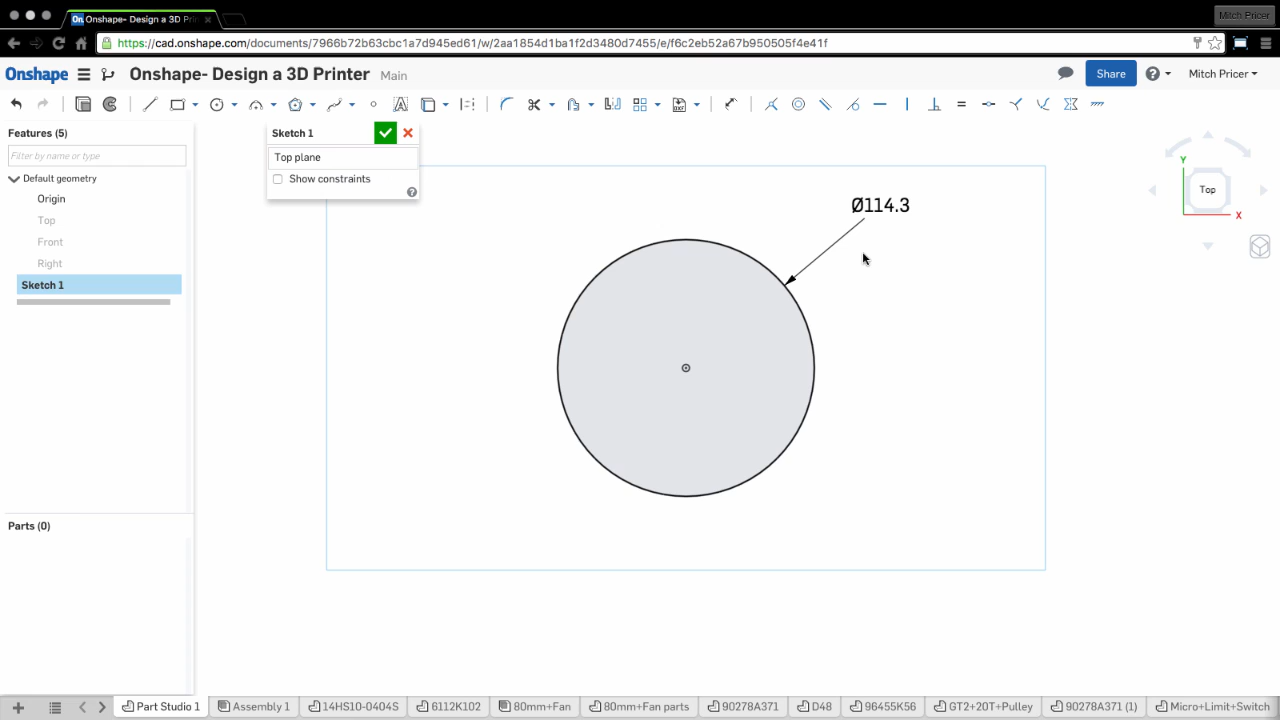 Onshape- Design a 3D Prin
Mitch Pricer
https://cad.onshape.com/documents/7966b72b63cbc1a7d945ed61/w/2aa1854d1ba1f2d3480d7455/e/f6c2eb52a67b950505f4e41f
Onshape
Onshape- Design a 3D Printer
Main
Share
Mitch Pricer
Features (5)
Filter by name or type
Default geometry
Origin
Top
Front
Right
Sketch 1
Sketch 1
Top plane
Show constraints
Ø114.3
Y
Top
X
Parts (0)
Part Studio 1
Assembly 1
14HS10-0404S
6112K102
80mm+Fan
80mm+Fan parts
90278A371
D48
96455K56
GT2+20T+Pulley
90278A371 (1)
Micro+Limit+Switch